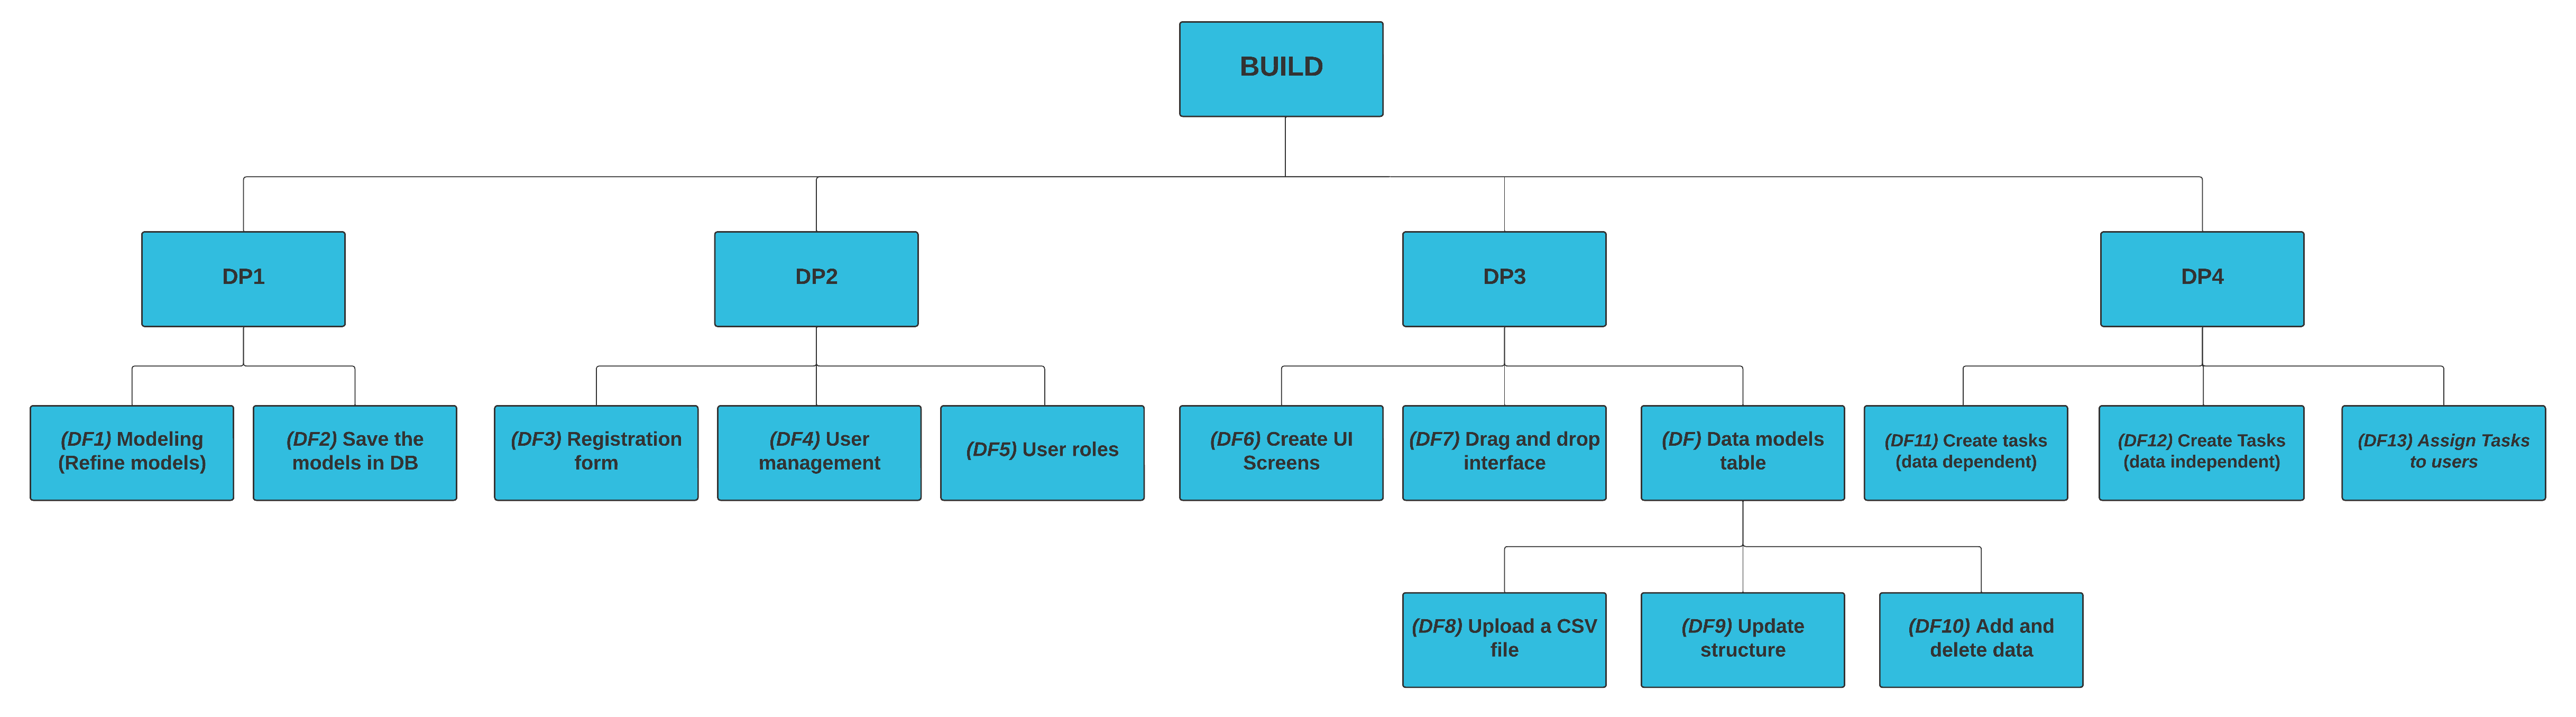 BUILD
DP1
DP2
DP3
DP4
(DF1) Modeling
(Refine models)
(DF2) Save the
models in DB
(DF3) Registration
form
(DF4) User
management
(DF5) User roles
(DF6) Create UI
Screens
(DF7) Drag and drop
interface
(DF) Data models
table
(DF11) Create tasks
(data dependent)
(DF12) Create Tasks
(data independent)
(DF13) Assign Tasks
to users
(DF8) Upload a CSV
file
(DF9) Update
structure
(DF10) Add and
delete data